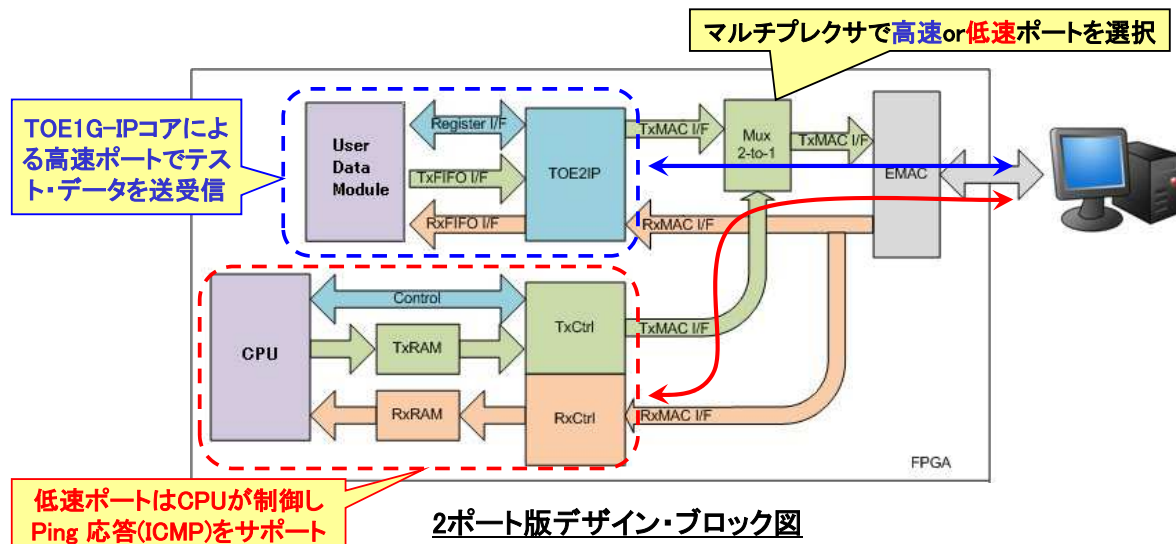 マルチプレクサで高速or低速ポートを選択
TOE1G-IPコアによ
る高速ポートでテス
ト・データを送受信
User
Data
Module
Register I/F
TxFIFO I/F
RxFIFO I/F
TOE2IP
TxMAC I/F
Mux
2-to-1
TxMAC I/F
EMAC
RxMAC I/F
CPU
Control
TxRAM
TxCtrl
TxMAC I/F
RxRAM
RxCtrl
RxMAC I/F
FPGA
低速ポートはCPUが制御し
Ping 応答(ICMP)をサポート
2ポート版デザイン・ブロック図